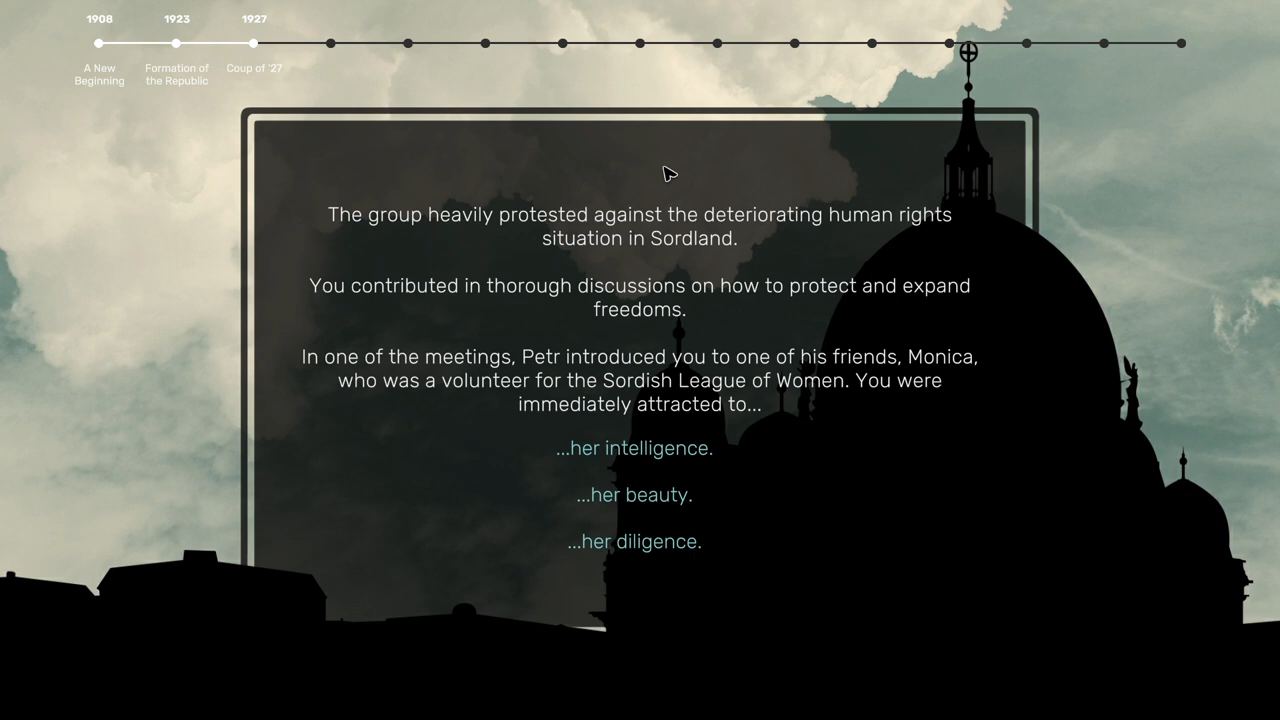 1908
1923
1927
A New
Beginning
Formation of
the Republic
Coup of '27
The group heavily protested against the deteriorating human rights
situation in Sordland.
You contributed in thorough discussions on how to protect and expand
freedoms.
In one of the meetings, Petr introduced you to one of his friends, Monica,
who was a volunteer for the Sordish League of Women. You were
immediately attracted to...
...her intelligence.
...her beauty.
...her diligence.